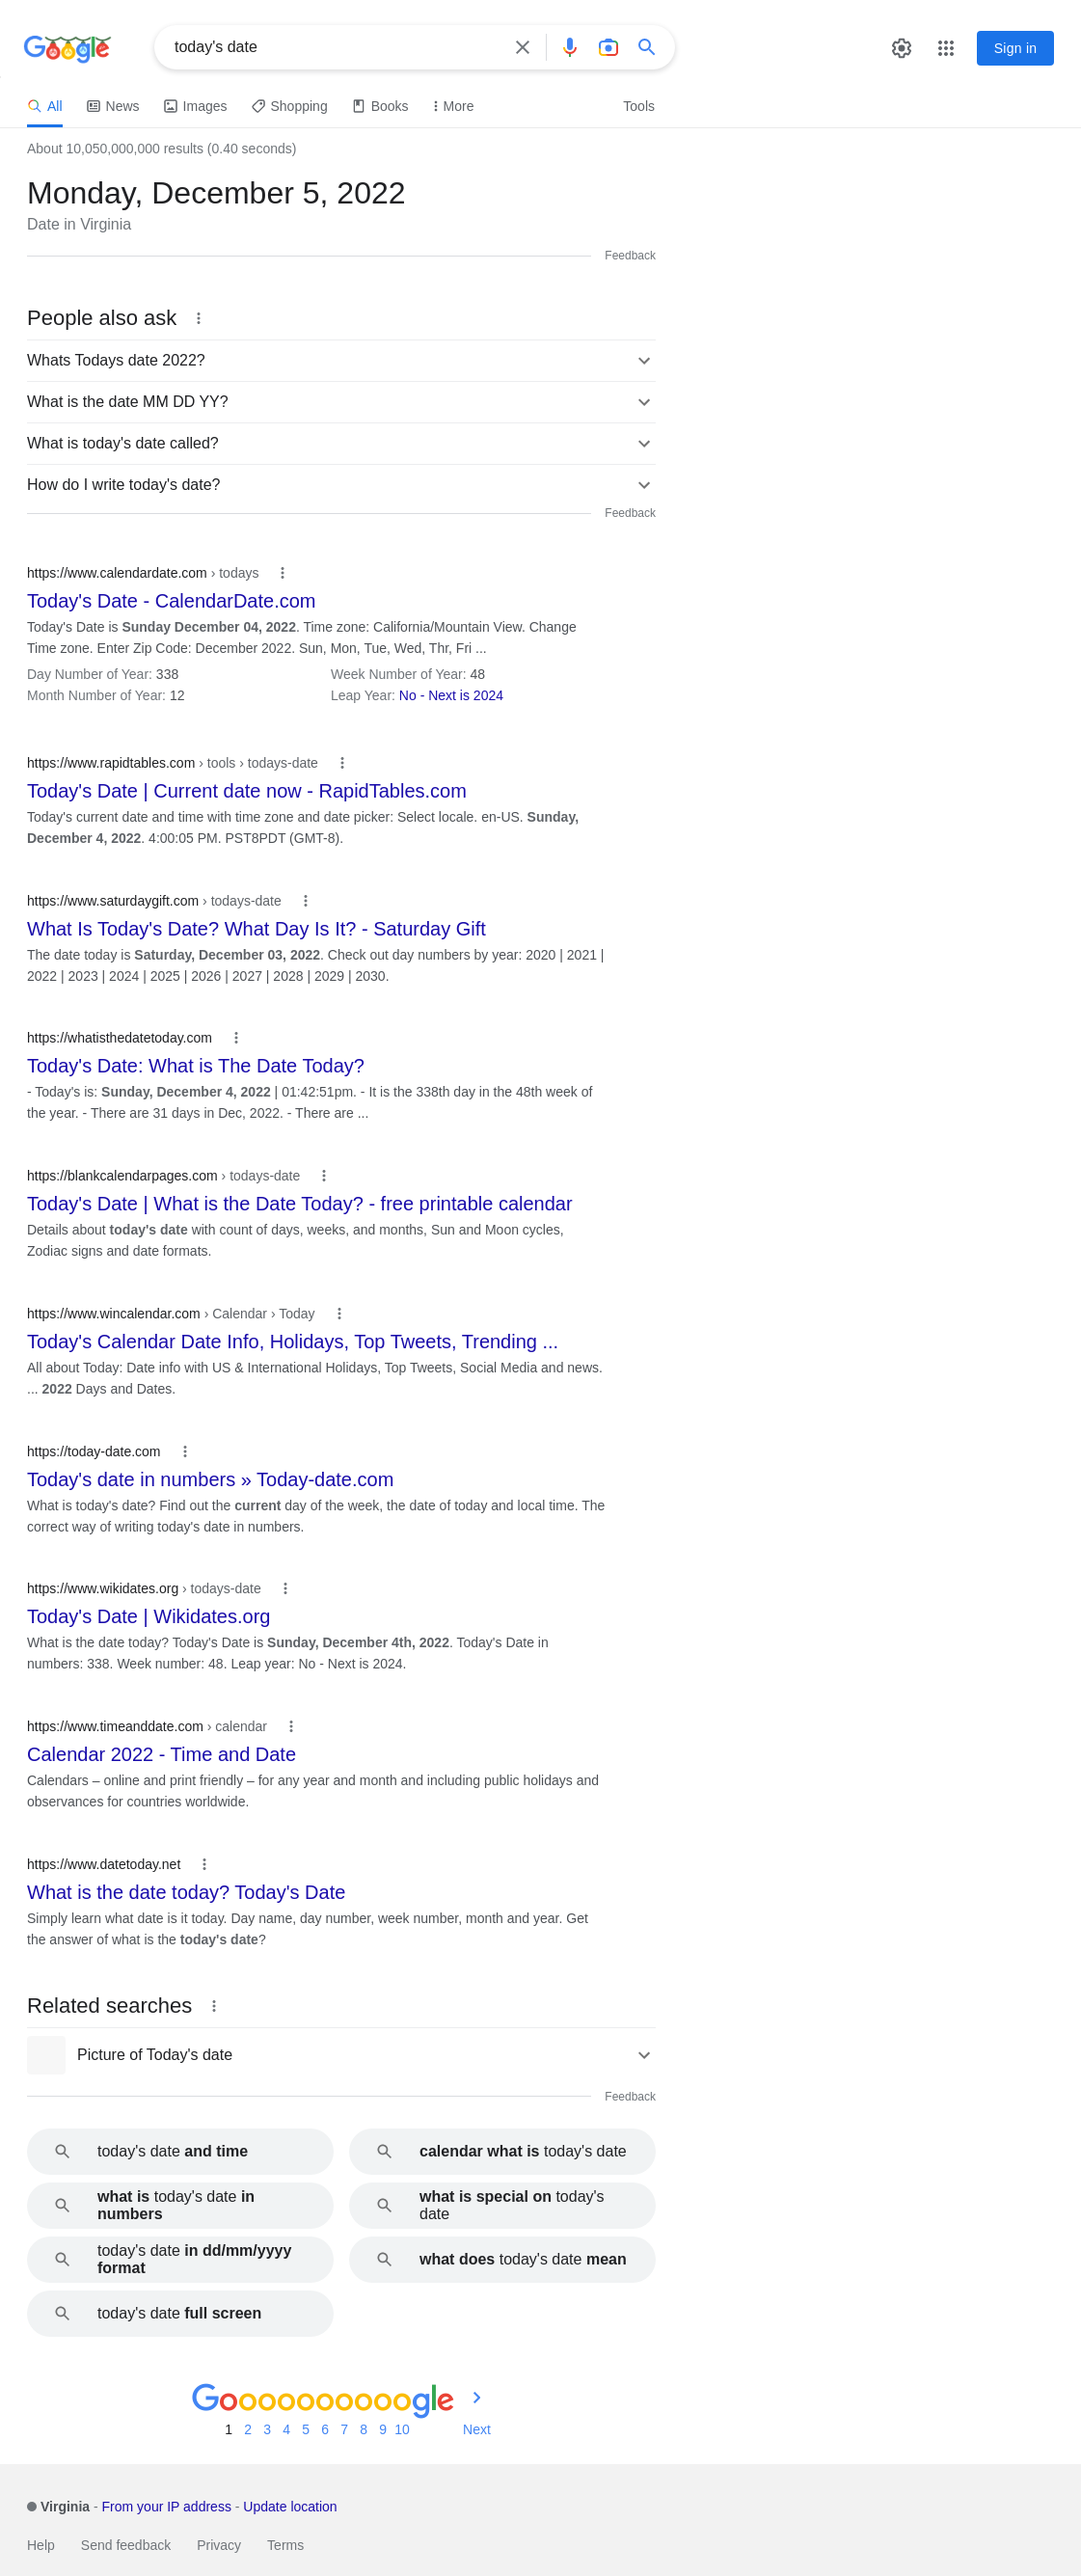 Google
today's date
Sign in
All News Images Shopping Books More Tools
About 10,050,000,000 results (0.40 seconds)
Monday, December 5, 2022
Date in Virginia
Feedback
People also ask
Whats Todays date 2022?
What is the date MM DD YY?
What is today's date called?
How do I write today's date?
Feedback
https://www.calendardate.com › todays
Today's Date - CalendarDate.com
Today's Date is Sunday December 04, 2022. Time zone: California/Mountain View. Change
Time zone. Enter Zip Code: December 2022. Sun, Mon, Tue, Wed, Thr, Fri ...
Day Number of Year: 338 Week Number of Year: 48
Month Number of Year: 12 Leap Year: No - Next is 2024
https://www.rapidtables.com › tools › todays-date
Today's Date | Current date now - RapidTables.com
Today's current date and time with time zone and date picker: Select locale. en-US. Sunday,
December 4, 2022. 4:00:05 PM. PST8PDT (GMT-8).
https://www.saturdaygift.com › todays-date
What Is Today's Date? What Day Is It? - Saturday Gift
The date today is Saturday, December 03, 2022. Check out day numbers by year: 2020 | 2021 |
2022 | 2023 | 2024 | 2025 | 2026 | 2027 | 2028 | 2029 | 2030.
https://whatisthedatetoday.com
Today's Date: What is The Date Today?
- Today's is: Sunday, December 4, 2022 | 01:42:51pm. - It is the 338th day in the 48th week of
the year. - There are 31 days in Dec, 2022. - There are ...
https://blankcalendarpages.com › todays-date
Today's Date | What is the Date Today? - free printable calendar
Details about today's date with count of days, weeks, and months, Sun and Moon cycles,
Zodiac signs and date formats.
https://www.wincalendar.com › Calendar › Today
Today's Calendar Date Info, Holidays, Top Tweets, Trending ...
All about Today: Date info with US & International Holidays, Top Tweets, Social Media and news.
... 2022 Days and Dates.
https://today-date.com
Today's date in numbers » Today-date.com
What is today's date? Find out the current day of the week, the date of today and local time. The
correct way of writing today's date in numbers.
https://www.wikidates.org › todays-date
Today's Date | Wikidates.org
What is the date today? Today's Date is Sunday, December 4th, 2022. Today's Date in
numbers: 338. Week number: 48. Leap year: No - Next is 2024.
https://www.timeanddate.com › calendar
Calendar 2022 - Time and Date
Calendars – online and print friendly – for any year and month and including public holidays and
observances for countries worldwide.
https://www.datetoday.net
What is the date today? Today's Date
Simply learn what date is it today. Day name, day number, week number, month and year. Get
the answer of what is the today's date?
Related searches
Picture of Today's date
Feedback
today's date and time
calendar what is today's date
what is today's date in
numbers
what is special on today's
date
today's date in dd/mm/yyyy
format
what does today's date mean
today's date full screen
Goooooooooogle
1 2 3 4 5 6 7 8 9 10 Next
Virginia - From your IP address - Update location
Help Send feedback Privacy Terms